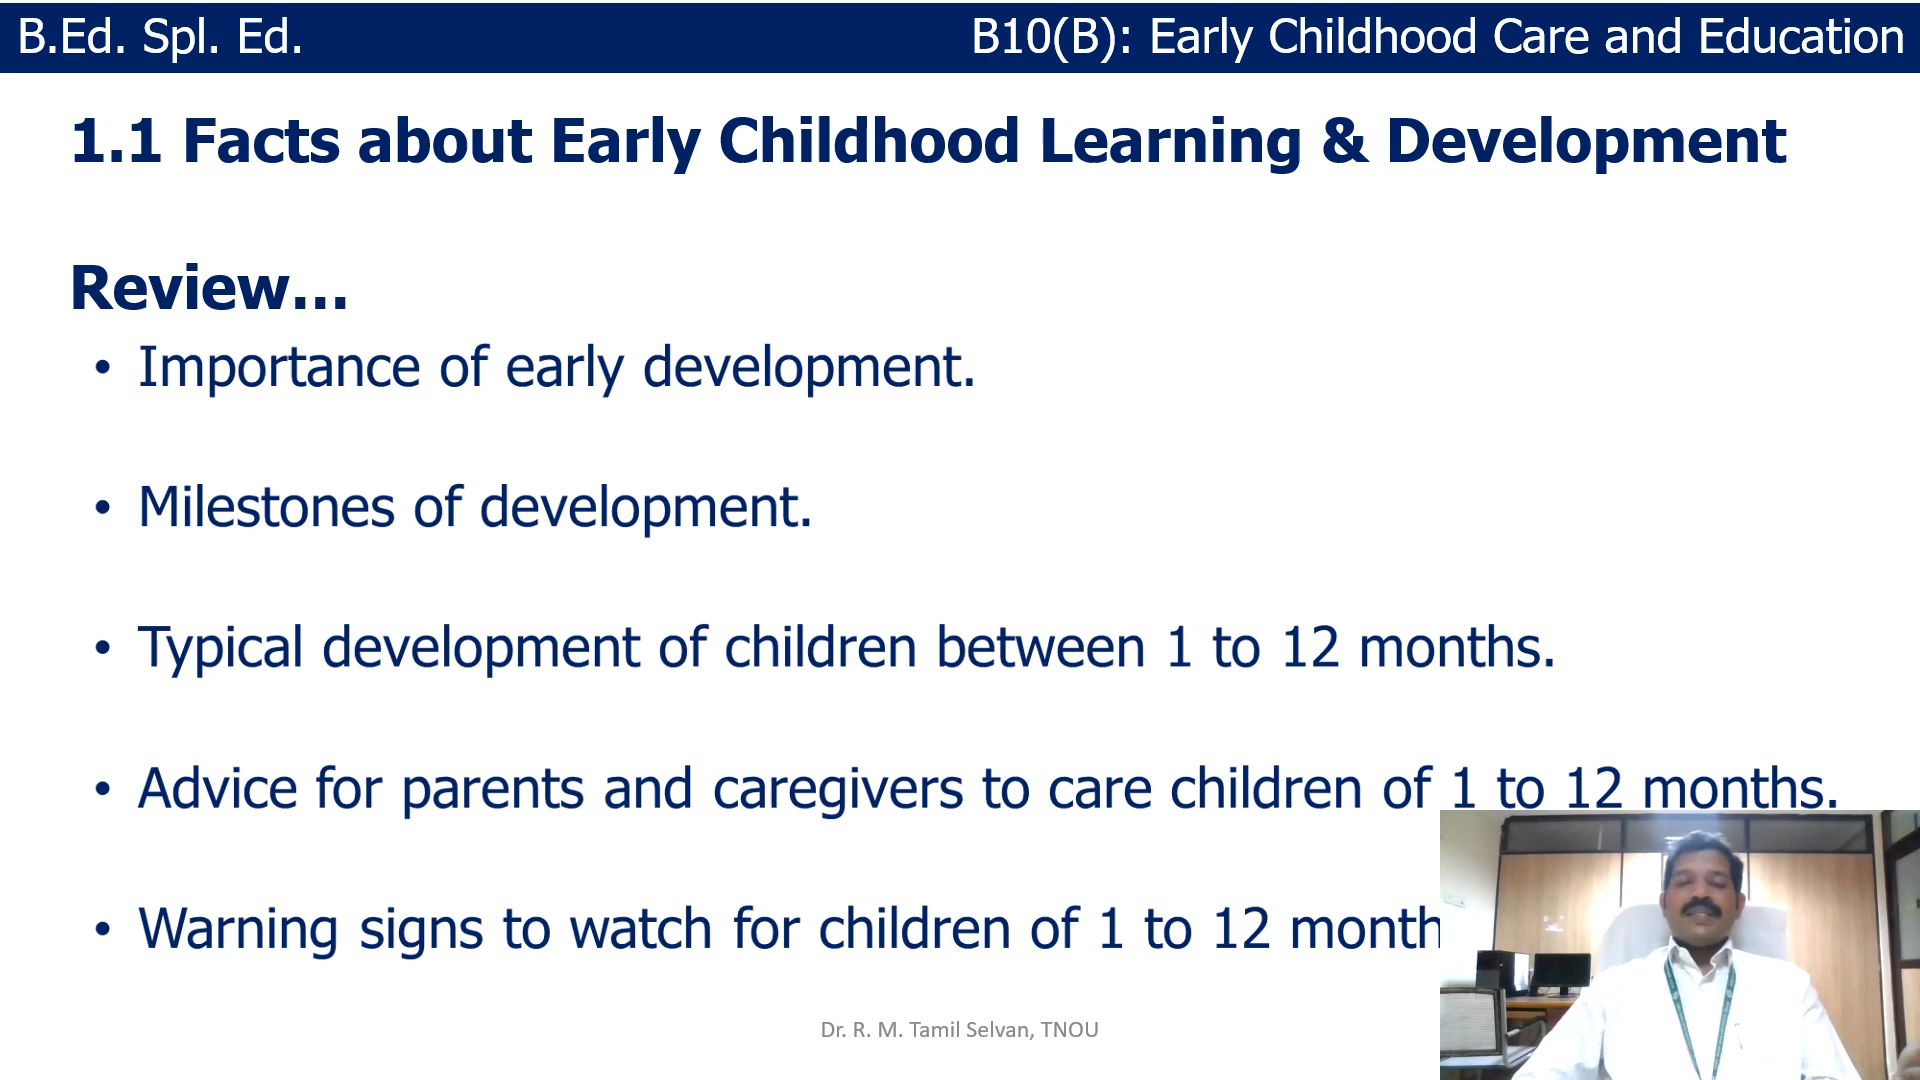 B.Ed. Spl. Ed.
B10(B): Early Childhood Care and Education
1.1 Facts about Early Childhood Learning & Development
Review…
• Importance of early development.
• Milestones of development.
• Typical development of children between 1 to 12 months.
• Advice for parents and caregivers to care children of 1 to 12 months.
• Warning signs to watch for children of 1 to 12 month
Dr. R. M. Tamil Selvan, TNOU